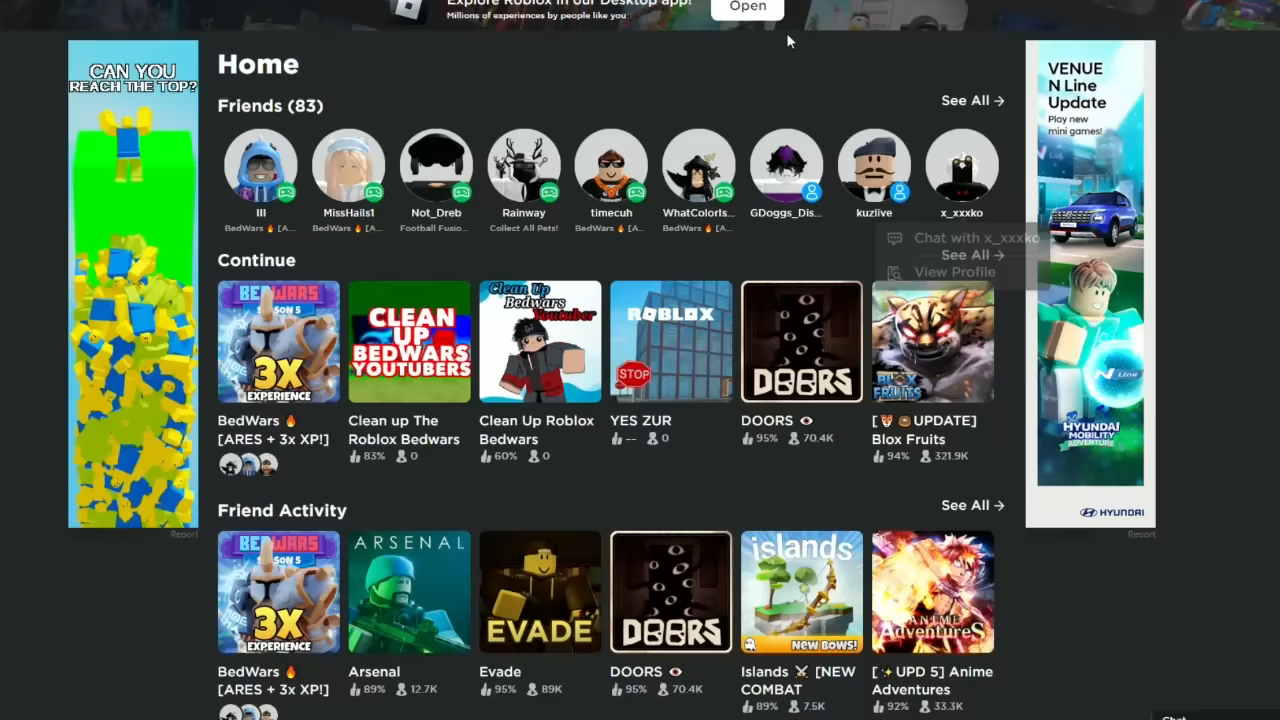 Explore Roblox in our Desktop app!
Millions of experiences by people like you
Open
CAN YOU
REACH THE TOP?
Report
Home
Friends (83)
See All →
III
MissHails1
Not_Dreb
Rainway
timecuh
WhatColorIs...
GDoggs_Dis...
kuzlive
x_xxxko
BedWars 🔥 [A...
BedWars 🔥 [A...
Football Fusio...
Collect All Pets!
BedWars 🔥 [A...
BedWars 🔥 [A...
Chat with x_xxxko
View Profile
Continue
See All →
BEDWARS
SEASON 5
3X
EXPERIENCE
CLEAN
UP
BEDWARS
YOUTUBERS
Clean Up
Bedwars
Youtuber
ROBLOX
STOP
DOORS
BLOX
FRUITS
BedWars 🔥
[ARES + 3x XP!]
Clean up The
Roblox Bedwars
83% 0
Clean Up Roblox
Bedwars
60% 0
YES ZUR
-- 0
DOORS 👁️
95% 70.4K
[🐯🍩UPDATE]
Blox Fruits
94% 321.9K
Friend Activity
See All →
BEDWARS
SEASON 5
3X
EXPERIENCE
ARSENAL
EVADE
DOORS
islands
NEW BOWS!
ANIME
AdventureS
BedWars 🔥
[ARES + 3x XP!]
Arsenal
89% 12.7K
Evade
95% 89K
DOORS 👁️
95% 70.4K
Islands ⚔️ [NEW
COMBAT
89% 7.5K
[✨UPD 5] Anime
Adventures
92% 33.3K
VENUE
N Line
Update
Play new
mini games!
N Line
HYUNDAI
MOBILITY
ADVENTURE
HYUNDAI
Report
Chat